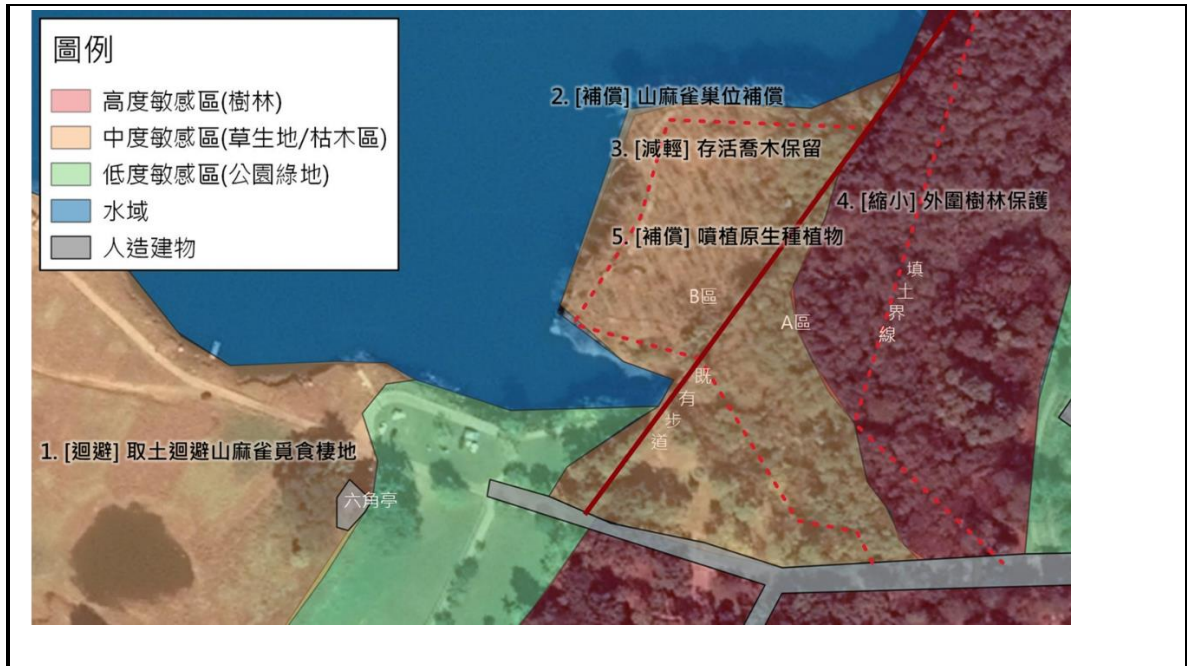 圖例
高度敏感區(樹林)
中度敏感區(草生地/枯木區)
低度敏感區(公園綠地)
水域
人造建物
2. [補償] 山麻雀巢位補償
3. [減輕] 存活喬木保留
4. [縮小] 外圍樹林保護
5. [補償] 噴植原生種植物
填土界線
B區
A區
既有步道
1. [迴避] 取土迴避山麻雀覓食棲地
六角亭